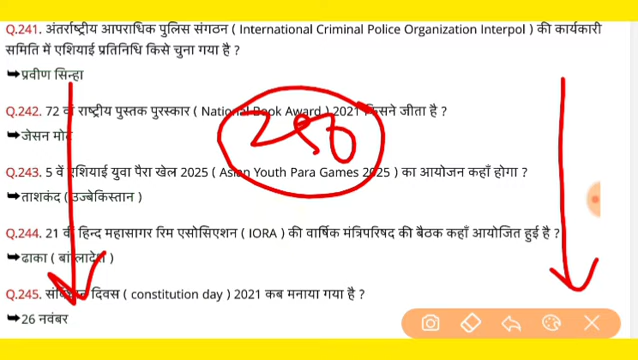 Q.241. अंतर्राष्ट्रीय आपराधिक पुलिस संगठन ( International Criminal Police Organization Interpol ) की कार्यकारी
समिति में एशियाई प्रतिनिधि किसे चुना गया है ?
➡प्रवीण सिन्हा
Q.242. 72 वां राष्ट्रीय पुस्तक पुरस्कार ( National Book Award ) 2021 किसने जीता है ?
➡जेसन मोट
Q.243. 5 वें एशियाई युवा पैरा खेल 2025 ( Asian Youth Para Games 2025 ) का आयोजन कहाँ होगा ?
➡ताशकंद ( उज्बेकिस्तान )
Q.244. 21 वीं हिन्द महासागर रिम एसोसिएशन ( IORA ) की वार्षिक मंत्रिपरिषद की बैठक कहाँ आयोजित हुई है ?
➡ढाका ( बांग्लादेश )
Q.245. संविधान दिवस ( constitution day ) 2021 कब मनाया गया है ?
➡26 नवंबर